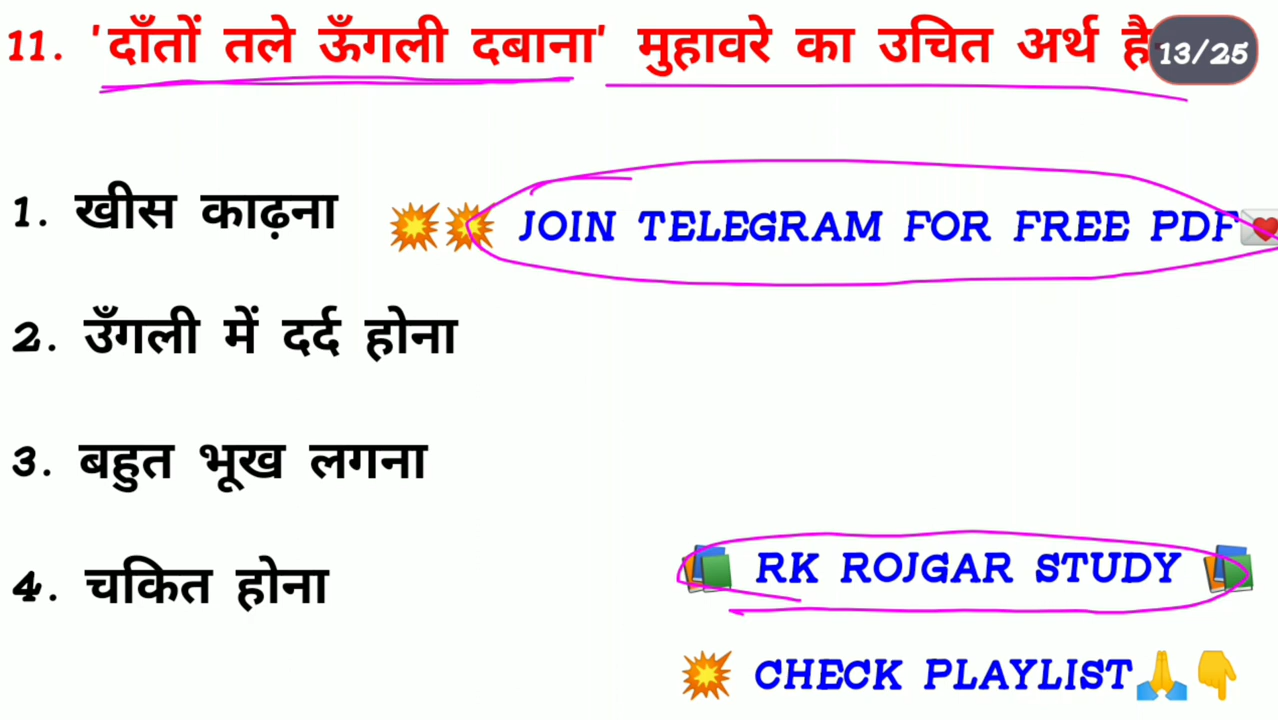 11. 'दाँतों तले ऊँगली दबाना' मुहावरे का उचित अर्थ है
13/25
1. खीस काढ़ना
💥💥 JOIN TELEGRAM FOR FREE PDF💌
2. उँगली में दर्द होना
3. बहुत भूख लगना
4. चकित होना
📚 RK ROJGAR STUDY 📚
💥 CHECK PLAYLIST🙏👇